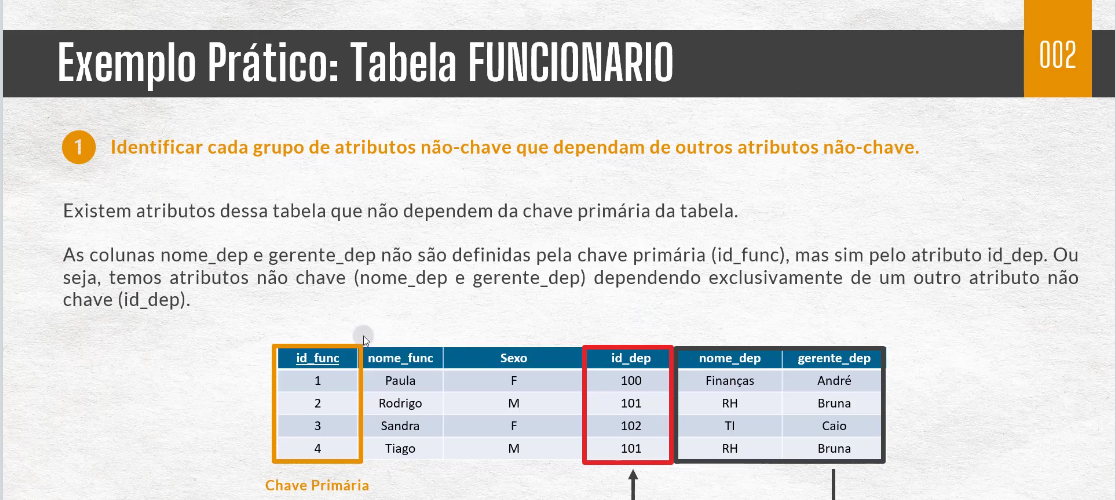 Exemplo Prático: Tabela FUNCIONARIO
002
1 Identificar cada grupo de atributos não-chave que dependam de outros atributos não-chave.
Existem atributos dessa tabela que não dependem da chave primária da tabela.
As colunas nome_dep e gerente_dep não são definidas pela chave primária (id_func), mas sim pelo atributo id_dep. Ou
seja, temos atributos não chave (nome_dep e gerente_dep) dependendo exclusivamente de um outro atributo não
chave (id_dep).
id_func nome_func Sexo id_dep nome_dep gerente_dep
1 Paula F 100 Finanças André
2 Rodrigo M 101 RH Bruna
3 Sandra F 102 TI Caio
4 Tiago M 101 RH Bruna
Chave Primária